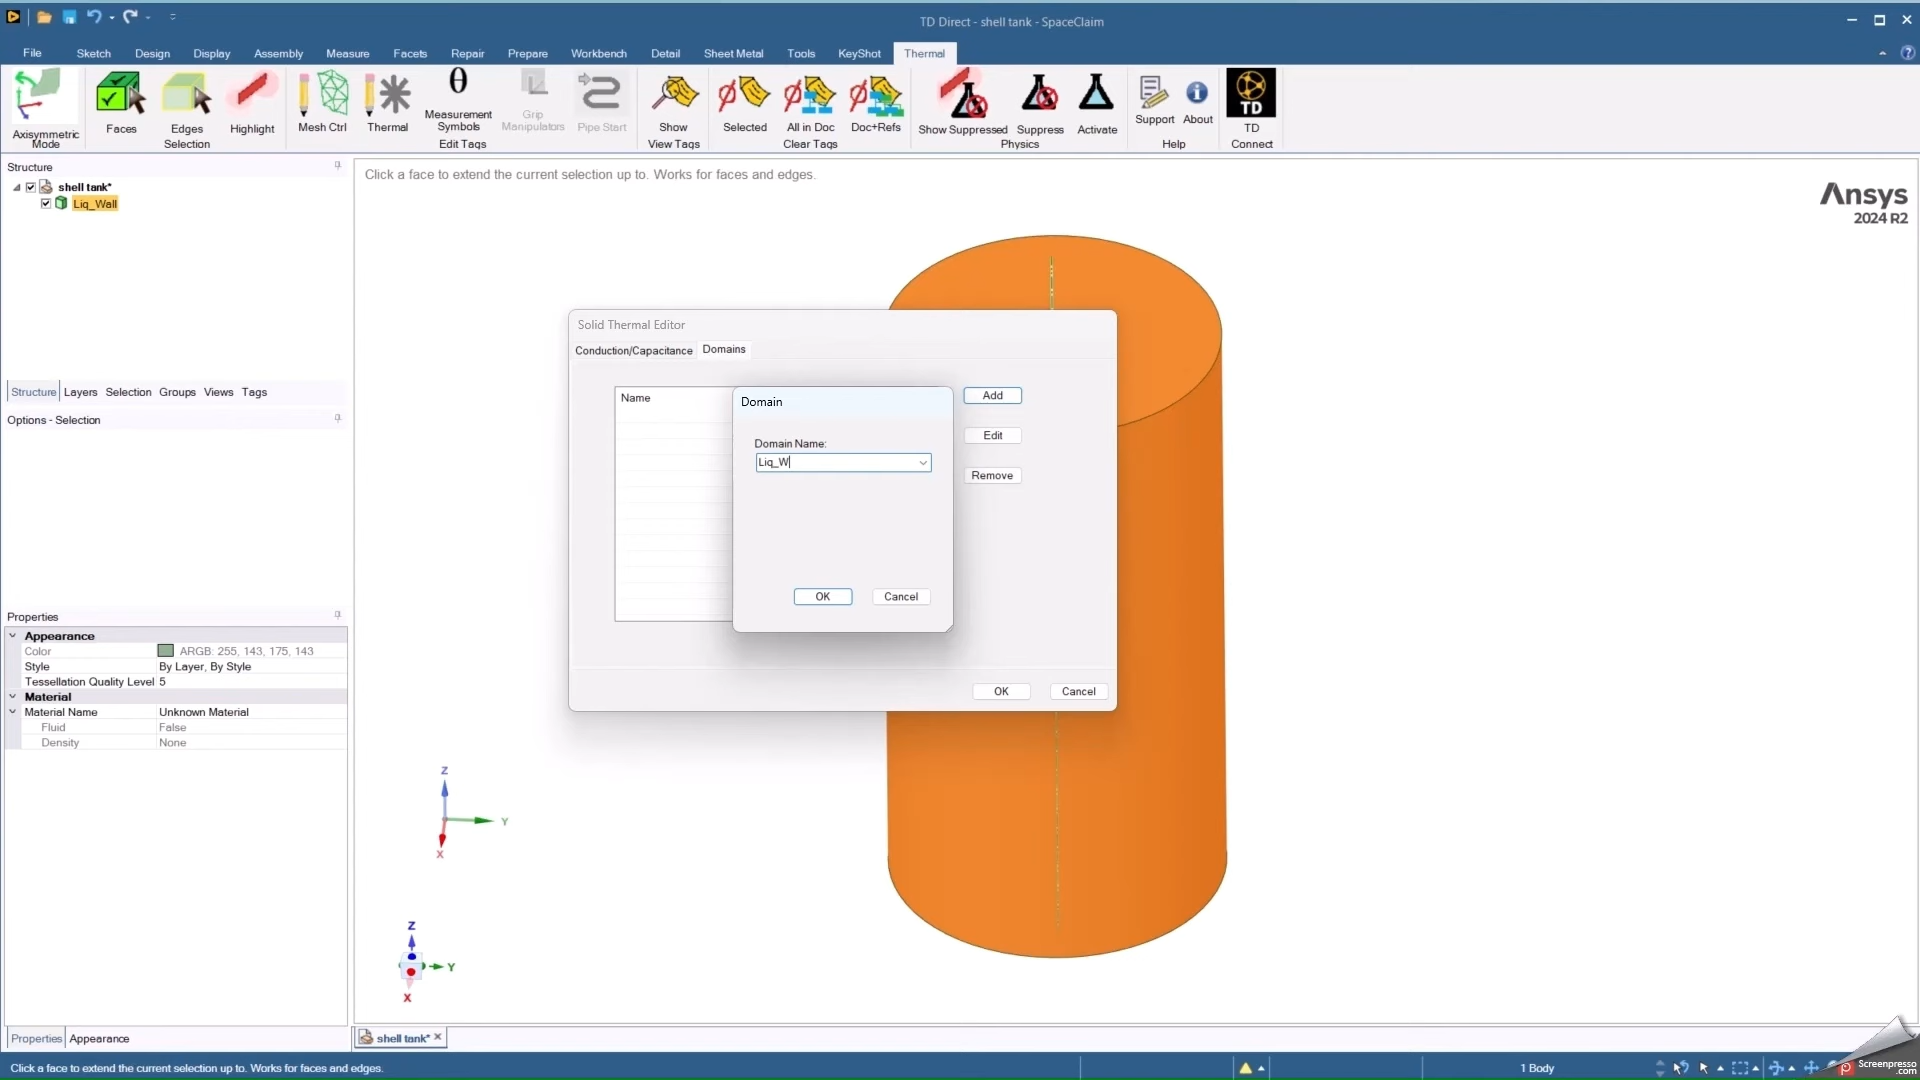 TD Direct - shell tank - SpaceClaim
File Sketch Design Display Assembly Measure Facets Repair Prepare Workbench Detail Sheet Metal Tools KeyShot Thermal
Axisymmetric Mode
Faces
Edges
Highlight
Selection
Mesh Ctrl
Thermal
Measurement Symbols
Grip Manipulators
Pipe Start
Edit Tags
Show
View Tags
Selected
All in Doc
Doc+Refs
Clear Tags
Show Suppressed
Suppress
Activate
Physics
Support
About
Help
TD
TD
Connect
Structure
shell tank*
Liq_Wall
Click a face to extend the current selection up to. Works for faces and edges.
Ansys
2024 R2
Solid Thermal Editor
Conduction/Capacitance Domains
Name
Domain
Domain Name:
Liq_W
OK Cancel
Add
Edit
Remove
OK Cancel
Structure Layers Selection Groups Views Tags
Options - Selection
Properties
Appearance
Color ARGB: 255, 143, 175, 143
Style By Layer, By Style
Tessellation Quality Level 5
Material
Material Name Unknown Material
Fluid False
Density None
Z
Y
X
Z
Y
X
Properties Appearance
shell tank*
Click a face to extend the current selection up to. Works for faces and edges.
1 Body
Screenpresso
.com